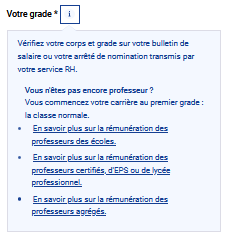 Votre grade * i
Vérifiez votre corps et grade sur votre bulletin de
salaire ou votre arrêté de nomination transmis par
votre service RH.
Vous n'êtes pas encore professeur ?
Vous commencez votre carrière au premier grade :
la classe normale.
• En savoir plus sur la rémunération des
professeurs des écoles.
• En savoir plus sur la rémunération des
professeurs certifiés, d'EPS ou de lycée
professionnel.
• En savoir plus sur la rémunération des
professeurs agrégés.